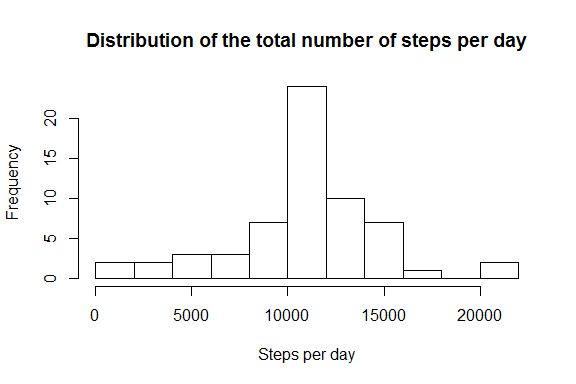 Distribution of the total number of steps per day
Frequency
20
15
10
5
0
0 5000 10000 15000 20000
Steps per day